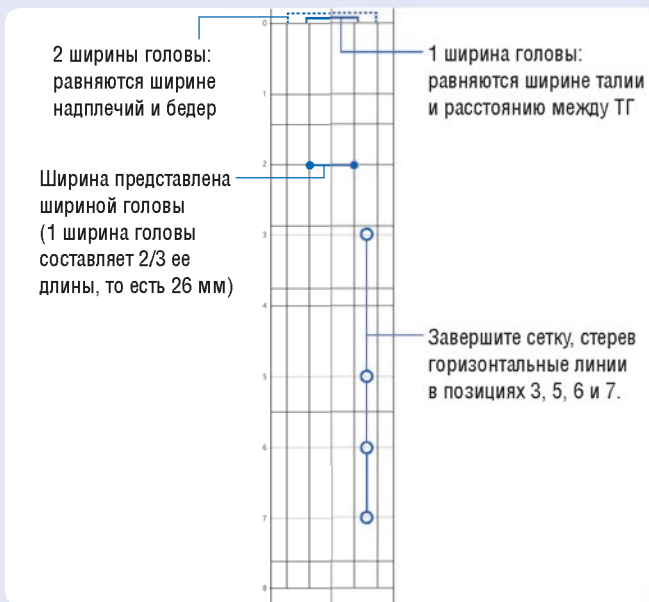 2 ширины головы:
равняются ширине
надплечий и бедер
1 ширина головы:
равняются ширине талии
и расстоянию между ТГ
Ширина представлена
шириной головы
(1 ширина головы
составляет 2/3 ее
длины, то есть 26 мм)
Завершите сетку, стерев
горизонтальные линии
в позициях 3, 5, 6 и 7.
0
1
2
3
4
5
6
7
8